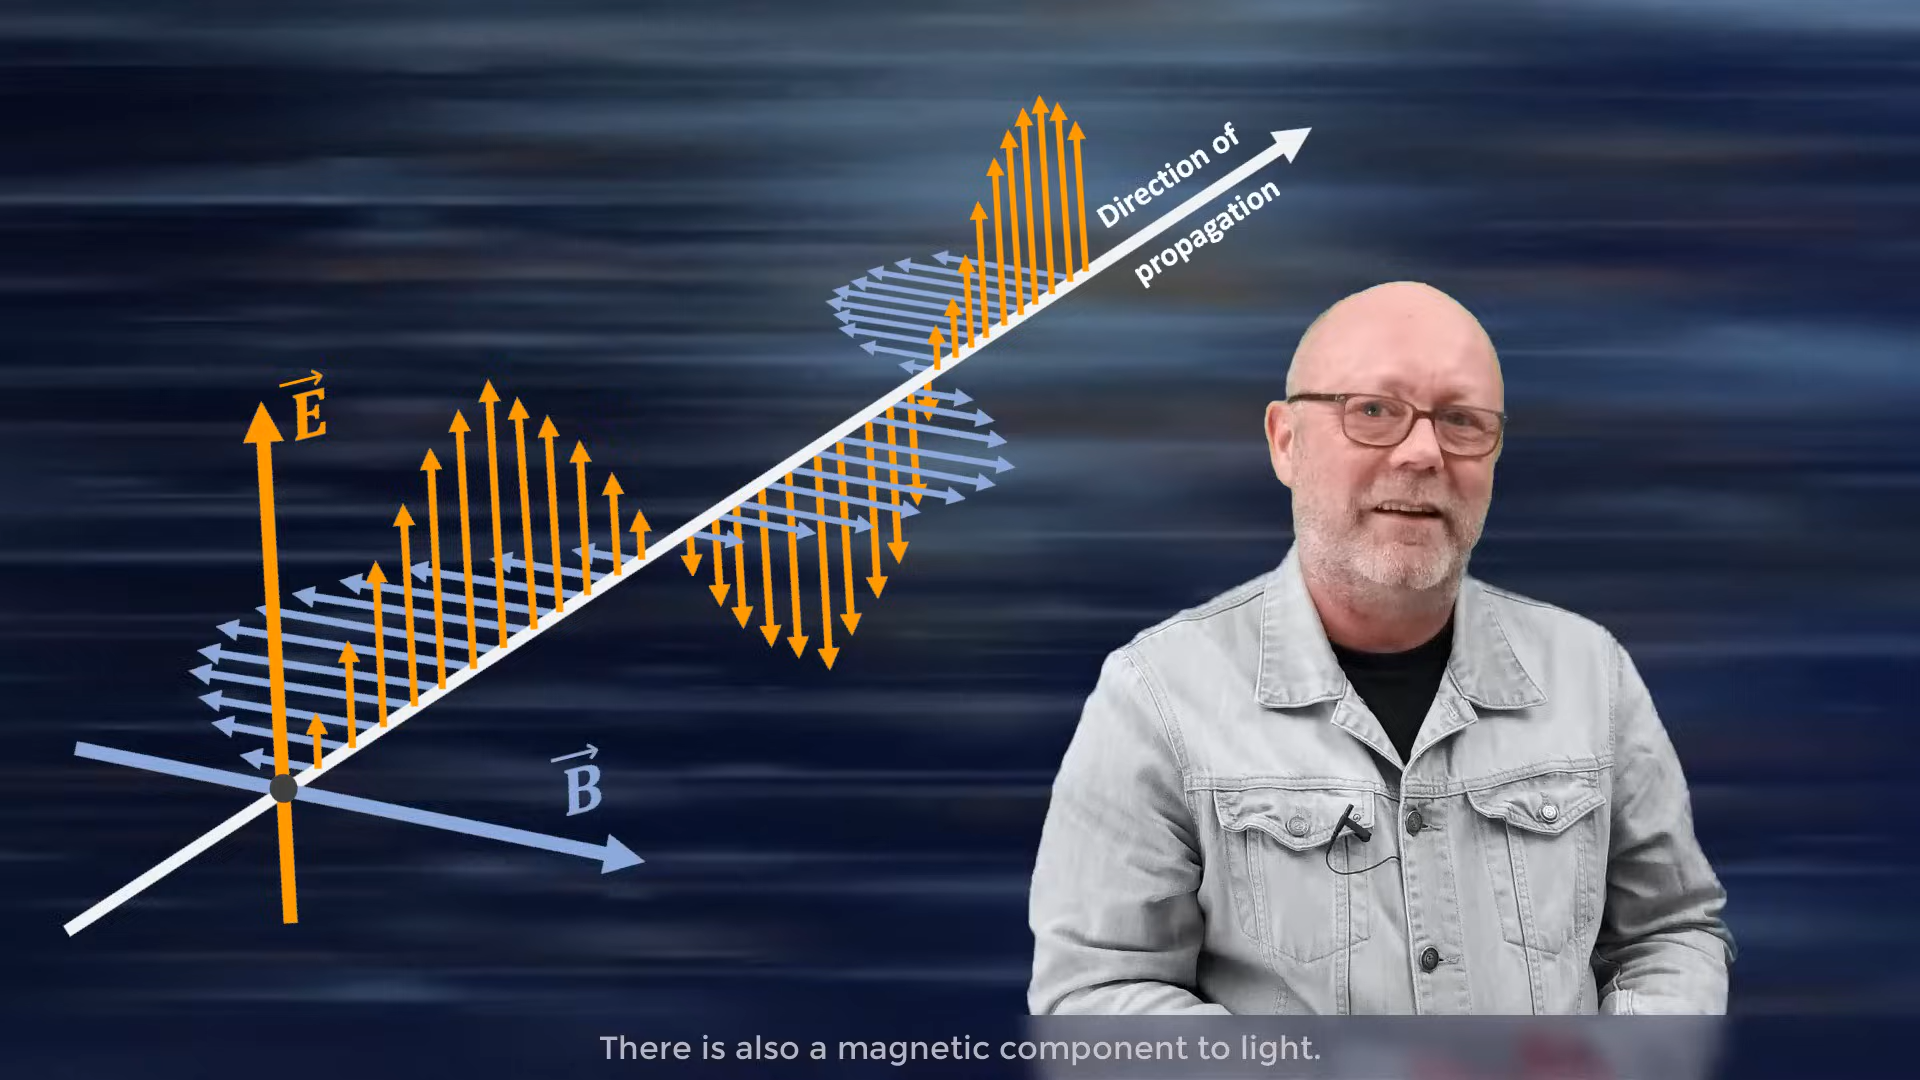 Direction of
propagation
E
B
There is also a magnetic component to light.